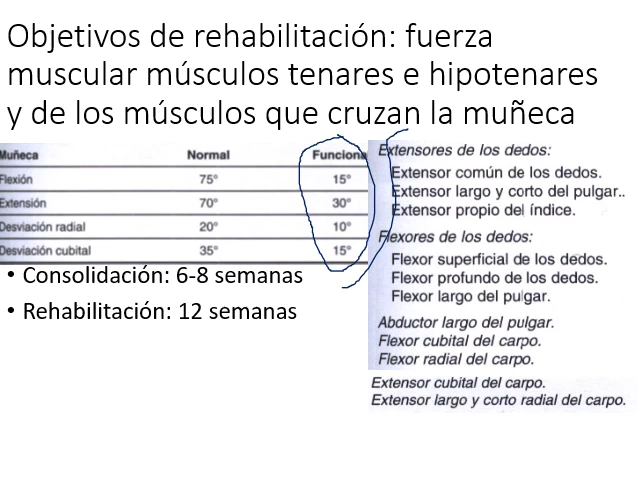 Objetivos de rehabilitación: fuerza
muscular músculos tenares e hipotenares
y de los músculos que cruzan la muñeca
Muñeca Normal Funciona
Flexión 75° 15°
Extensión 70° 30°
Desviación radial 20° 10°
Desviación cubital 35° 15°
• Consolidación: 6-8 semanas
• Rehabilitación: 12 semanas
Extensores de los dedos:
Extensor común de los dedos.
Extensor largo y corto del pulgar..
Extensor propio del índice.
Flexores de los dedos:
Flexor superficial de los dedos.
Flexor profundo de los dedos.
Flexor largo del pulgar.
Abductor largo del pulgar.
Flexor cubital del carpo.
Flexor radial del carpo.
Extensor cubital del carpo.
Extensor largo y corto radial del carpo.